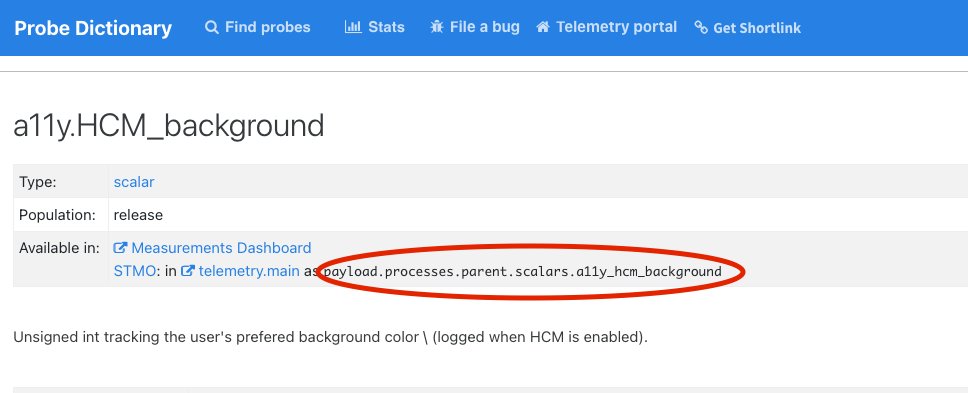 Probe Dictionary Find probes Stats File a bug Telemetry portal Get Shortlink
a11y.HCM_background
Type: scalar
Population: release
Available in: Measurements Dashboard
STMO: in telemetry.main as payload.processes.parent.scalars.a11y_hcm_background
Unsigned int tracking the user's prefered background color \ (logged when HCM is enabled).